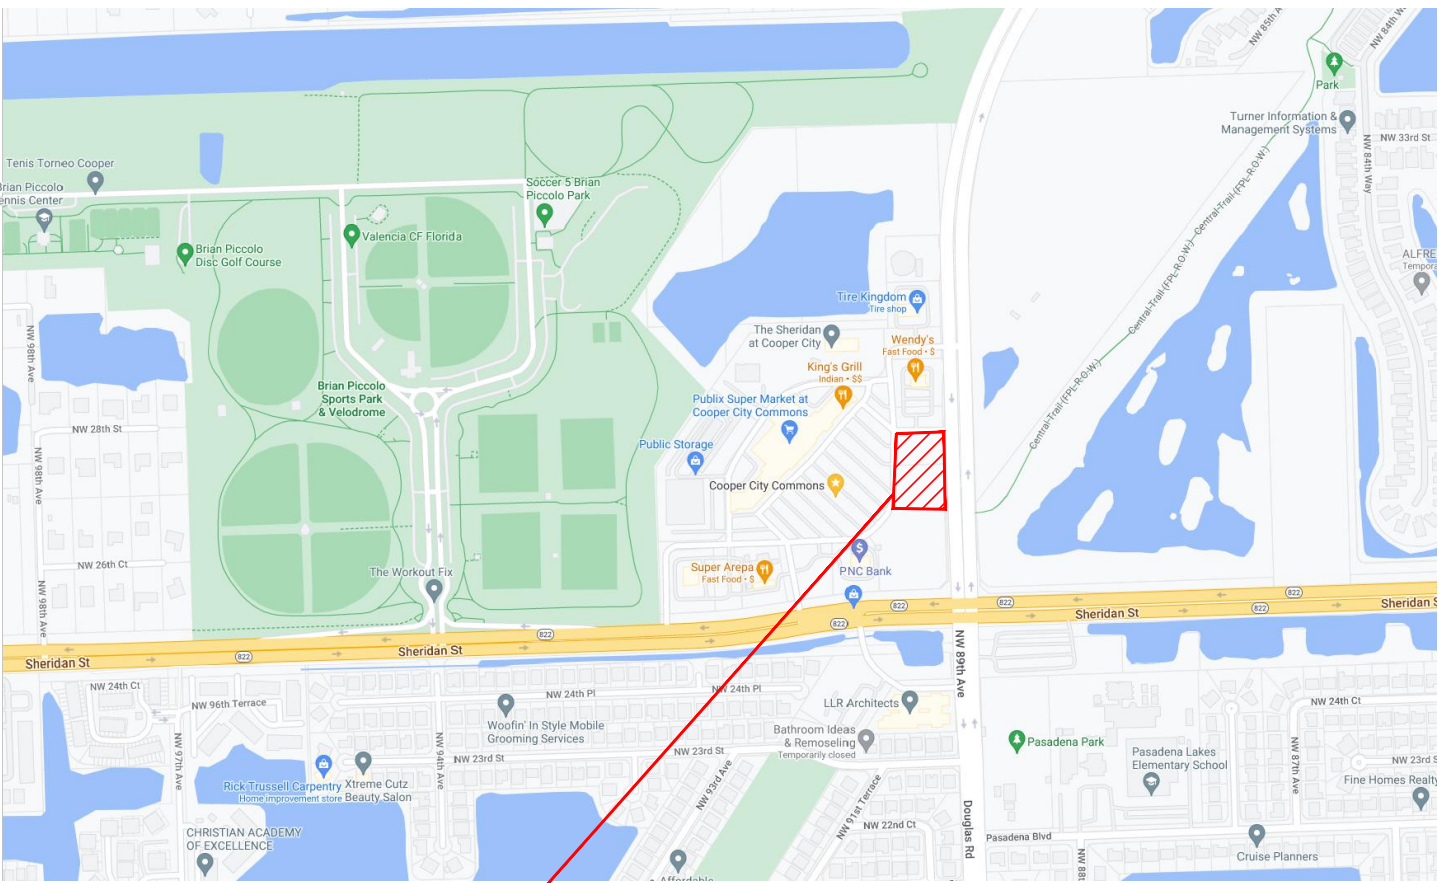 NW 85th A
NW 84th W
Park
Turner Information &
Management Systems
NW 33rd St
NW 84th Way
Central-Trail-(FPL-R-O-W-)
Central-Trail-(FPL-R-O-W-)
Central-Trail-(FPL-R-O-W-)
Tenis Torneo Cooper
Brian Piccolo
ennis Center
Soccer 5 Brian
Piccolo Park
Valencia CF Florida
Brian Piccolo
Disc Golf Course
ALFRE
Tempora
Tire Kingdom
Tire shop
The Sheridan
at Cooper City
Wendy's
Fast Food • $
King's Grill
Indian • $$
NW 98th Ave
Brian Piccolo
Sports Park
& Velodrome
Publix Super Market at
Cooper City Commons
NW 28th St
Public Storage
NW 98th Ave
Cooper City Commons
NW 26th Ct
The Workout Fix
Super Arepa
Fast Food • $
PNC Bank
NW 98th Ave
822
822
822
822
822
822
822
Sheridan St
Sheridan St
Sheridan St
Sheridan S
NW 89th Ave
NW 24th Ct
NW 96th Terrace
NW 24th Pl
NW 24th Pl
LLR Architects
NW 24th Ct
Woofin' In Style Mobile
Grooming Services
Bathroom Ideas
& Remoseling
Temporarily closed
Pasadena Park
Pasadena Lakes
Elementary School
NW 97th Ave
NW 94th Ave
NW 23rd St
NW 23rd St
NW 87th Ave
NW 23rd S
Rick Trussell Carpentry
Home improvement store
Xtreme Cutz
Beauty Salon
NW 93rd Ave
NW 91st Terrace
Fine Homes Realty
CHRISTIAN ACADEMY
OF EXCELLENCE
NW 22nd Ct
Douglas Rd
Pasadena Blvd
NW 88t
Cruise Planners
Affordable